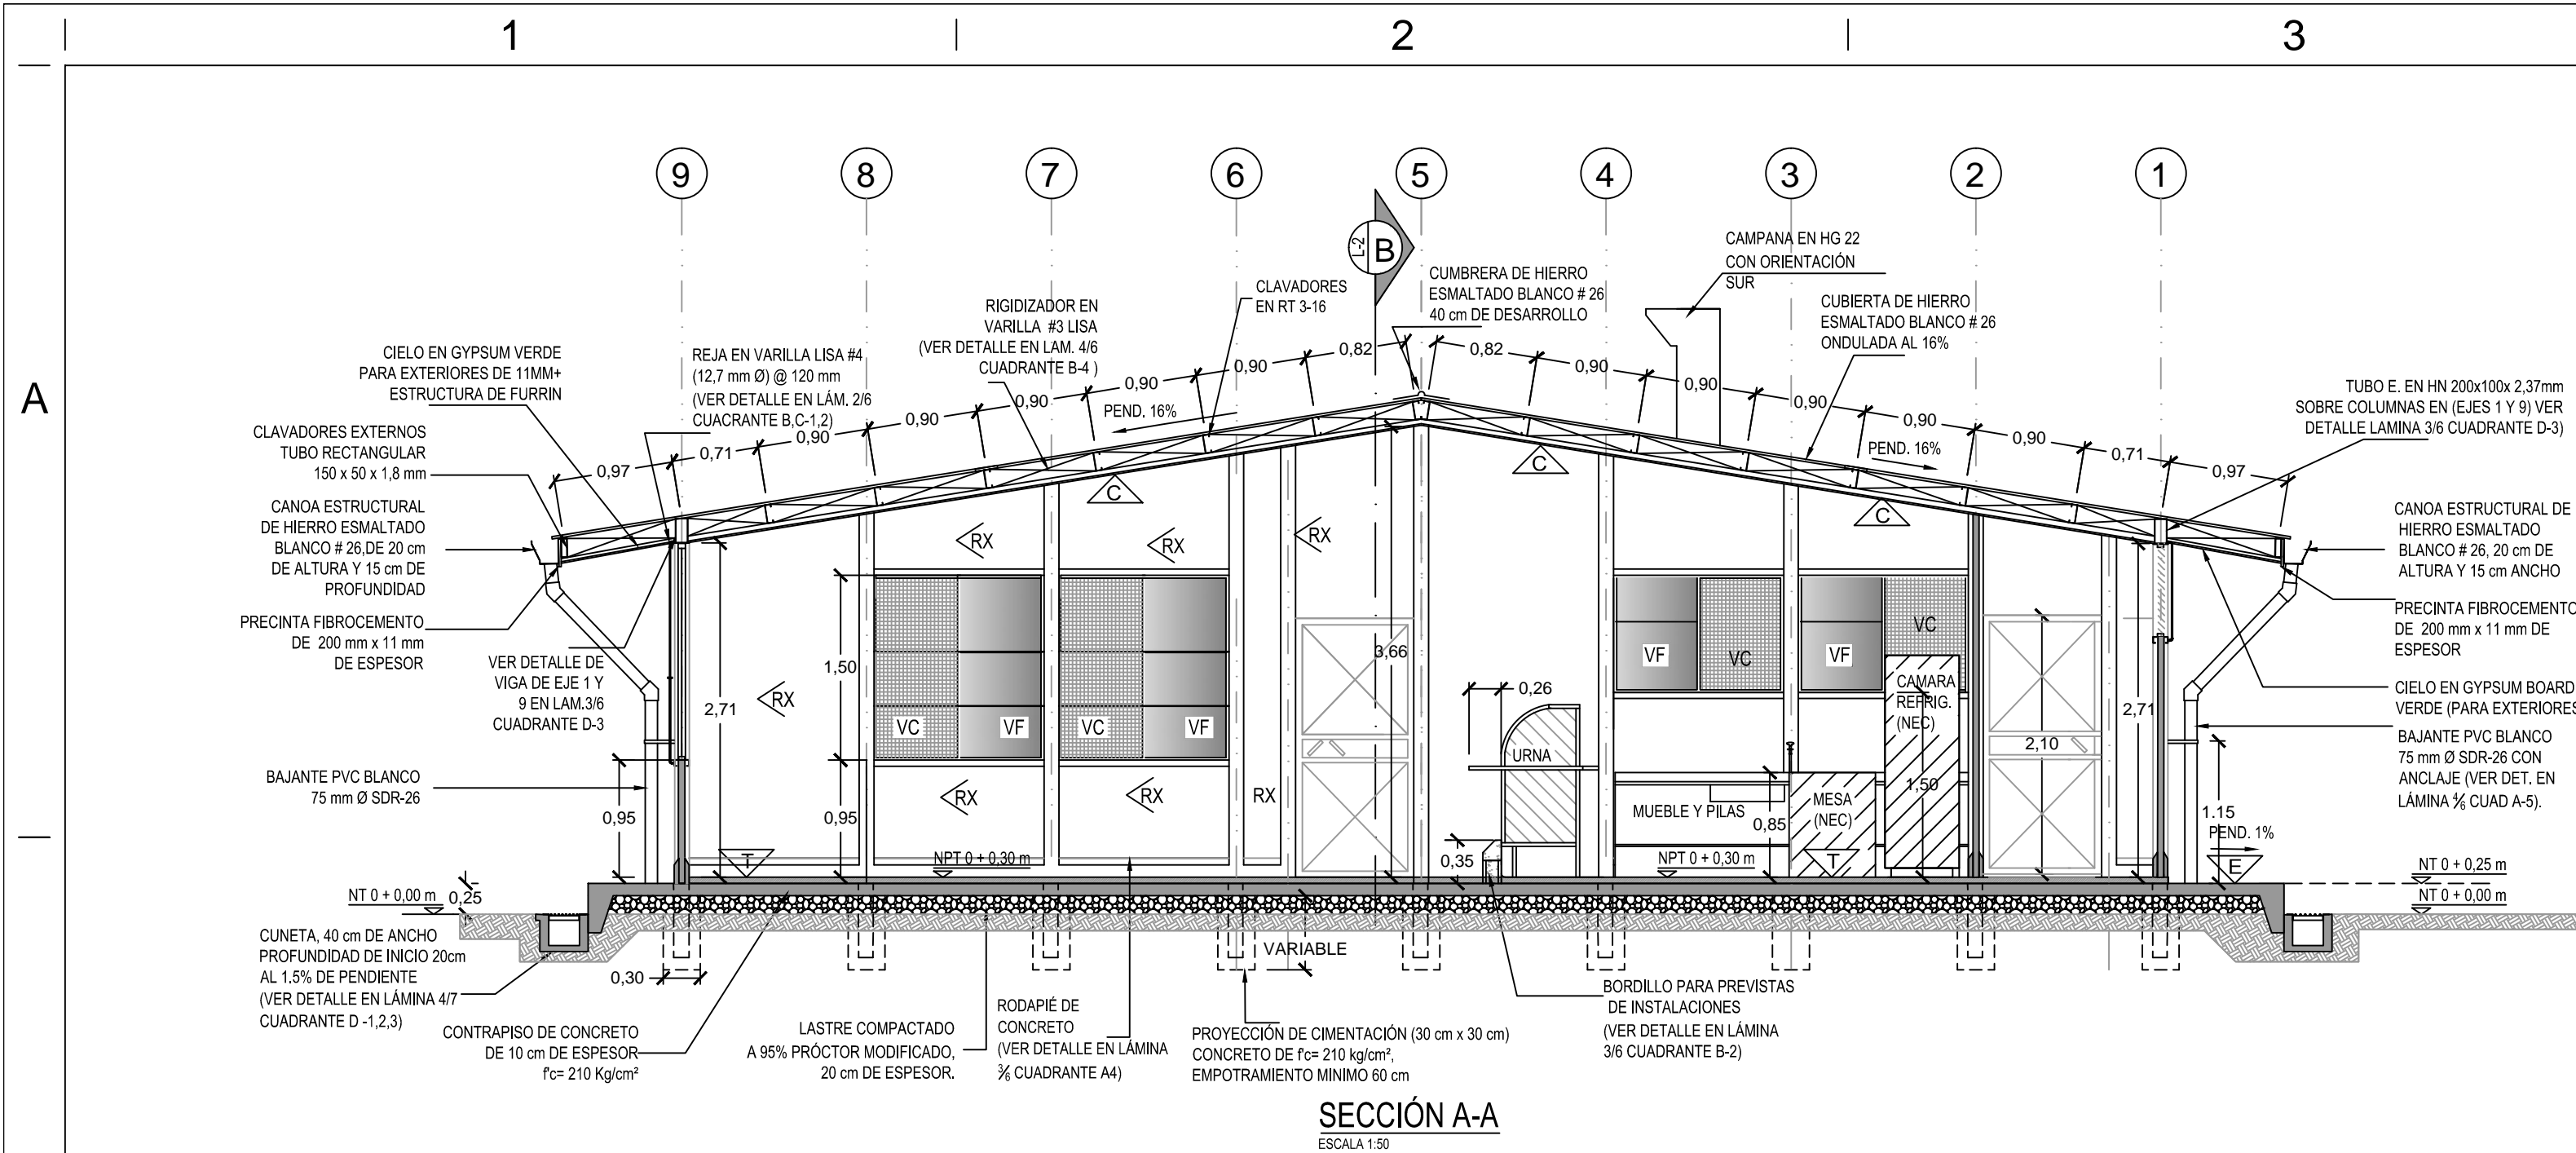 1
2
3
A
9
8
7
6
5
4
3
2
1
L-2
B
CAMPANA EN HG 22
CON ORIENTACIÓN
SUR
CUMBRERA DE HIERRO
ESMALTADO BLANCO # 26
40 cm DE DESARROLLO
CLAVADORES
EN RT 3-16
RIGIDIZADOR EN
VARILLA #3 LISA
(VER DETALLE EN LAM. 4/6
CUADRANTE B-4 )
CUBIERTA DE HIERRO
ESMALTADO BLANCO # 26
ONDULADA AL 16%
CIELO EN GYPSUM VERDE
PARA EXTERIORES DE 11MM+
ESTRUCTURA DE FURRIN
REJA EN VARILLA LISA #4
(12,7 mm Ø) @ 120 mm
(VER DETALLE EN LÁM. 2/6
CUACRANTE B,C-1,2)
TUBO E. EN HN 200x100x 2,37mm
SOBRE COLUMNAS EN (EJES 1 Y 9) VER
DETALLE LAMINA 3/6 CUADRANTE D-3)
CLAVADORES EXTERNOS
TUBO RECTANGULAR
150 x 50 x 1,8 mm
0,97
0,71
0,90
0,90
0,90
0,90
0,90
0,82
0,82
0,90
0,90
0,90
0,90
0,90
0,71
0,97
PEND. 16%
PEND. 16%
CANOA ESTRUCTURAL
DE HIERRO ESMALTADO
BLANCO # 26,DE 20 cm
DE ALTURA Y 15 cm DE
PROFUNDIDAD
CANOA ESTRUCTURAL DE
HIERRO ESMALTADO
BLANCO # 26, 20 cm DE
ALTURA Y 15 cm ANCHO
C
C
C
RX
RX
RX
PRECINTA FIBROCEMENTO
DE 200 mm x 11 mm
DE ESPESOR
PRECINTA FIBROCEMENTO
DE 200 mm x 11 mm DE
ESPESOR
VER DETALLE DE
VIGA DE EJE 1 Y
9 EN LAM.3/6
CUADRANTE D-3
CIELO EN GYPSUM BOARD
VERDE (PARA EXTERIORES
2,71
RX
1,50
VC
VF
VC
VF
3,66
0,26
URNA
VF
VC
VF
VC
CAMARA
REFRIG.
(NEC)
1,50
2,10
2,71
BAJANTE PVC BLANCO
75 mm Ø SDR-26
BAJANTE PVC BLANCO
75 mm Ø SDR-26 CON
ANCLAJE (VER DET. EN
LÁMINA ⅙ CUAD A-5).
0,95
0,95
RX
RX
RX
MUEBLE Y PILAS
0,85
MESA
(NEC)
1.15
PEND. 1%
T
NPT 0 + 0,30 m
0,35
NPT 0 + 0,30 m
T
E
NT 0 + 0,25 m
NT 0 + 0,00 m
NT 0 + 0,00 m
0,25
0,30
VARIABLE
CUNETA, 40 cm DE ANCHO
PROFUNDIDAD DE INICIO 20cm
AL 1.5% DE PENDIENTE
(VER DETALLE EN LÁMINA 4/7
CUADRANTE D -1,2,3)
CONTRAPISO DE CONCRETO
DE 10 cm DE ESPESOR
f'c= 210 Kg/cm²
LASTRE COMPACTADO
A 95% PRÓCTOR MODIFICADO,
20 cm DE ESPESOR.
RODAPIÉ DE
CONCRETO
(VER DETALLE EN LÁMINA
3/6 CUADRANTE A4)
PROYECCIÓN DE CIMENTACIÓN (30 cm x 30 cm)
CONCRETO DE f'c= 210 kg/cm²,
EMPOTRAMIENTO MINIMO 60 cm
BORDILLO PARA PREVISTAS
DE INSTALACIONES
(VER DETALLE EN LÁMINA
3/6 CUADRANTE B-2)
SECCIÓN A-A
ESCALA 1:50